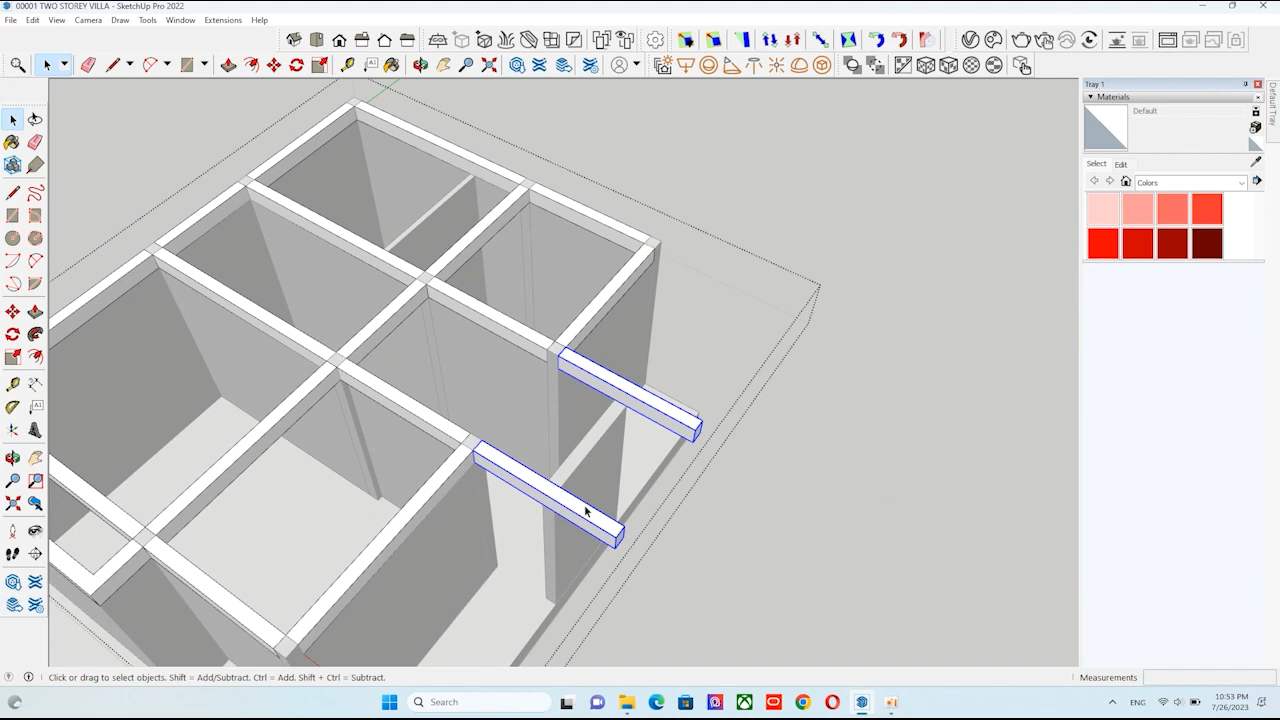 00001 TWO STOREY VILLA - SketchUp Pro 2022
File Edit View Camera Draw Tools Window Extensions Help
Tray 1
Materials
Default
Default Tray
Select Edit
Colors
Click or drag to select objects. Shift = Add/Subtract. Ctrl = Add. Shift + Ctrl = Subtract.
Measurements
Search
ENG
10:53 PM
7/26/2023